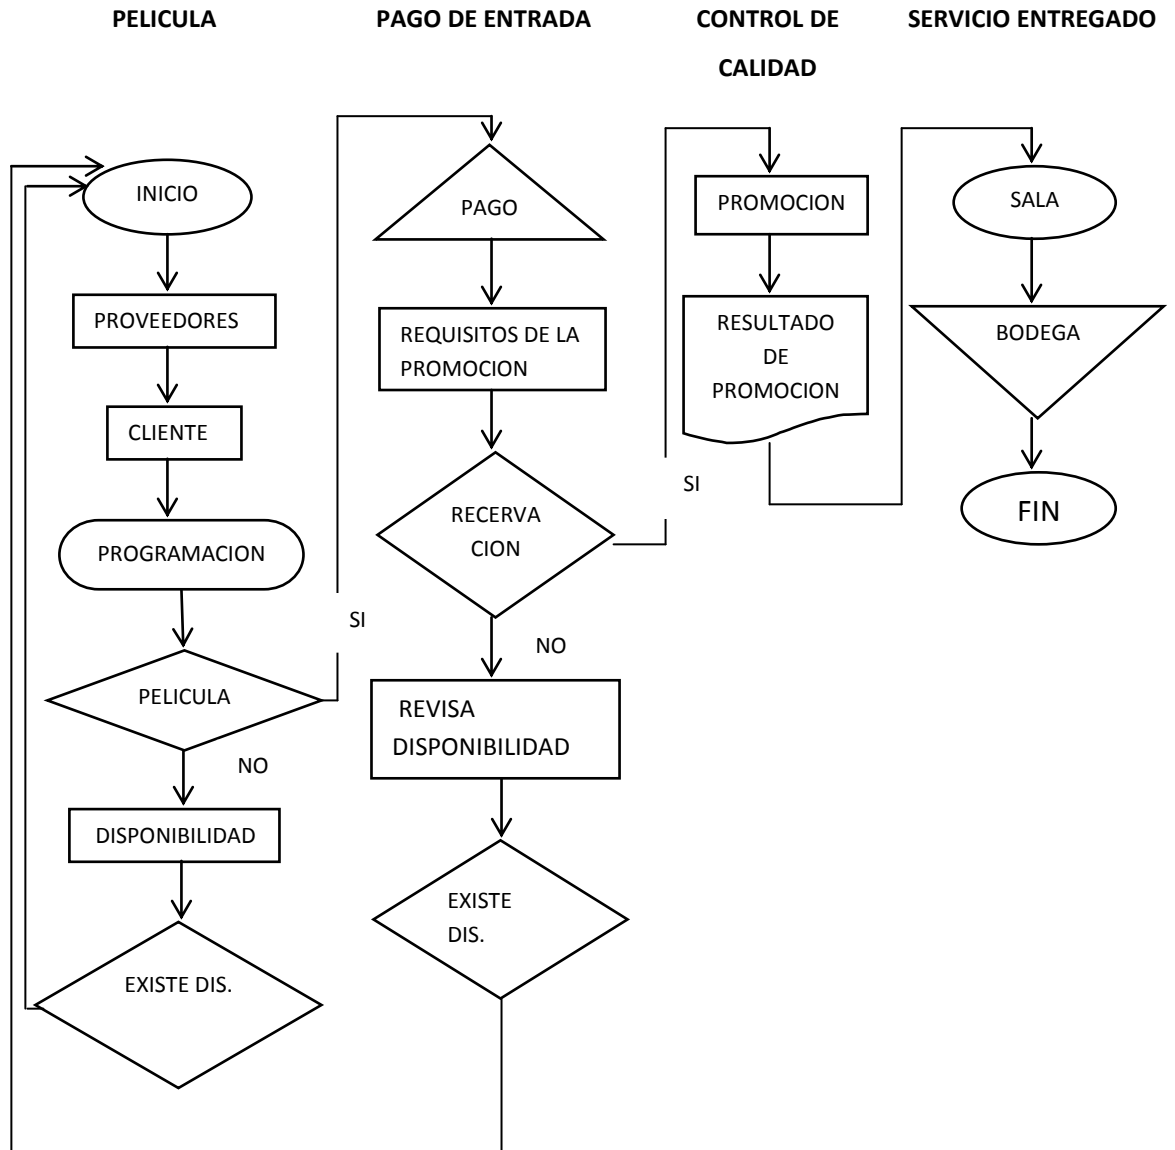 PELICULA
PAGO DE ENTRADA
CONTROL DE
CALIDAD
SERVICIO ENTREGADO
INICIO
PROVEEDORES
CLIENTE
PROGRAMACION
PELICULA
SI
NO
DISPONIBILIDAD
EXISTE DIS.
PAGO
REQUISITOS DE LA
PROMOCION
RECERVA
CION
SI
NO
REVISA
DISPONIBILIDAD
EXISTE
DIS.
PROMOCION
RESULTADO
DE
PROMOCION
SALA
BODEGA
FIN